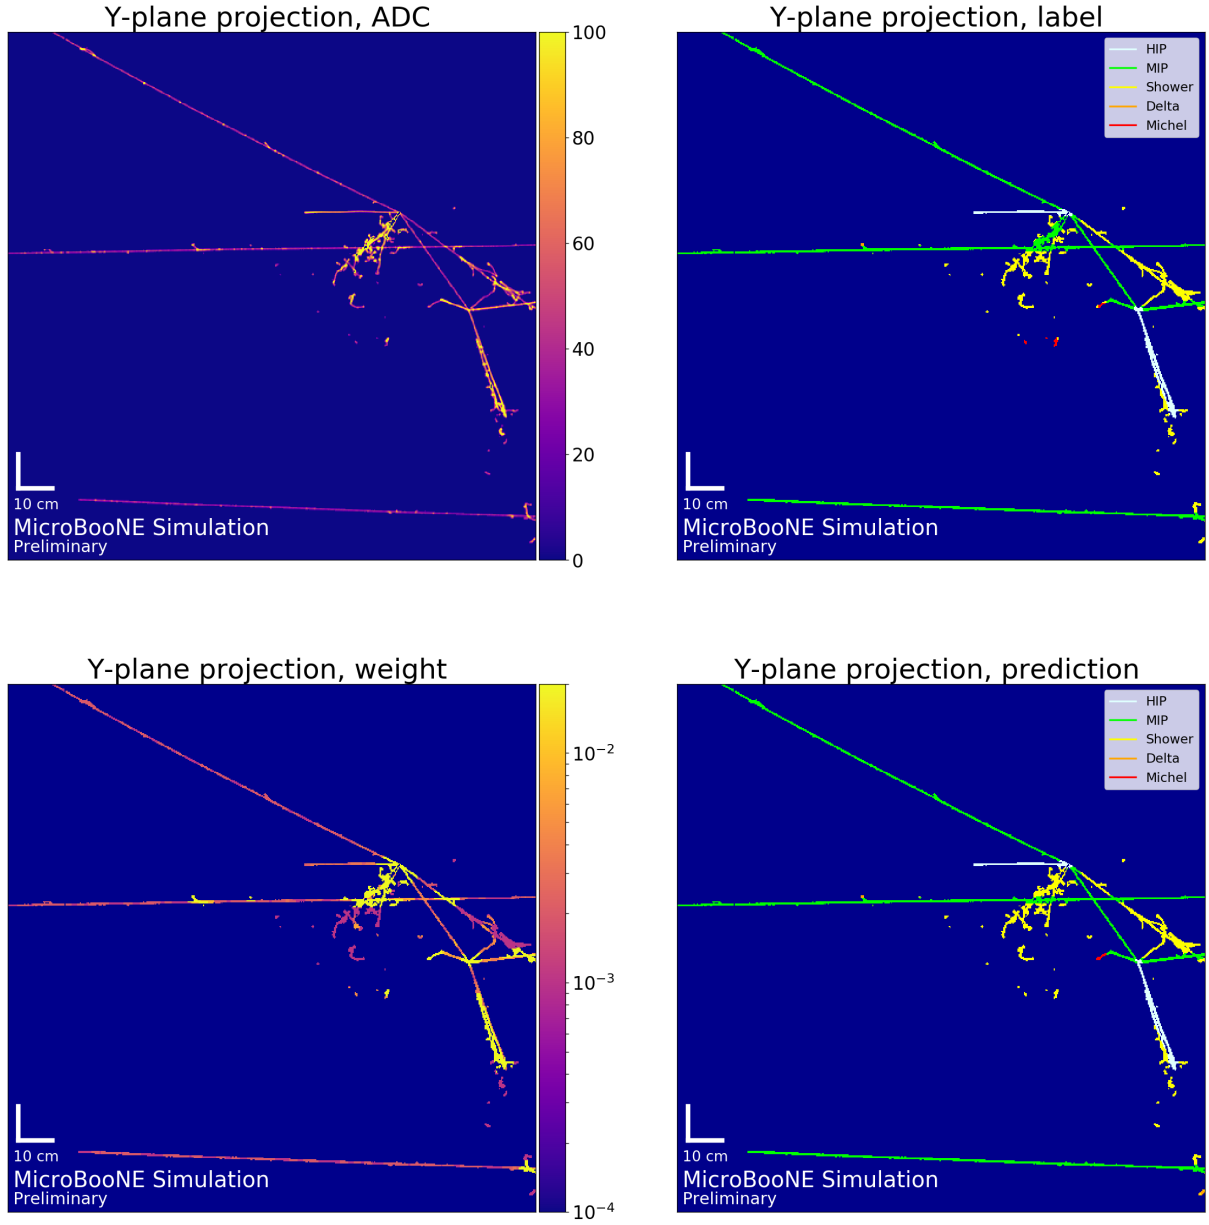 Y-plane projection, ADC
100
80
60
40
20
0
10 cm
MicroBooNE Simulation
Preliminary
Y-plane projection, label
HIP
MIP
Shower
Delta
Michel
10 cm
MicroBooNE Simulation
Preliminary
Y-plane projection, weight
10⁻²
10⁻³
10⁻⁴
10 cm
MicroBooNE Simulation
Preliminary
Y-plane projection, prediction
HIP
MIP
Shower
Delta
Michel
10 cm
MicroBooNE Simulation
Preliminary